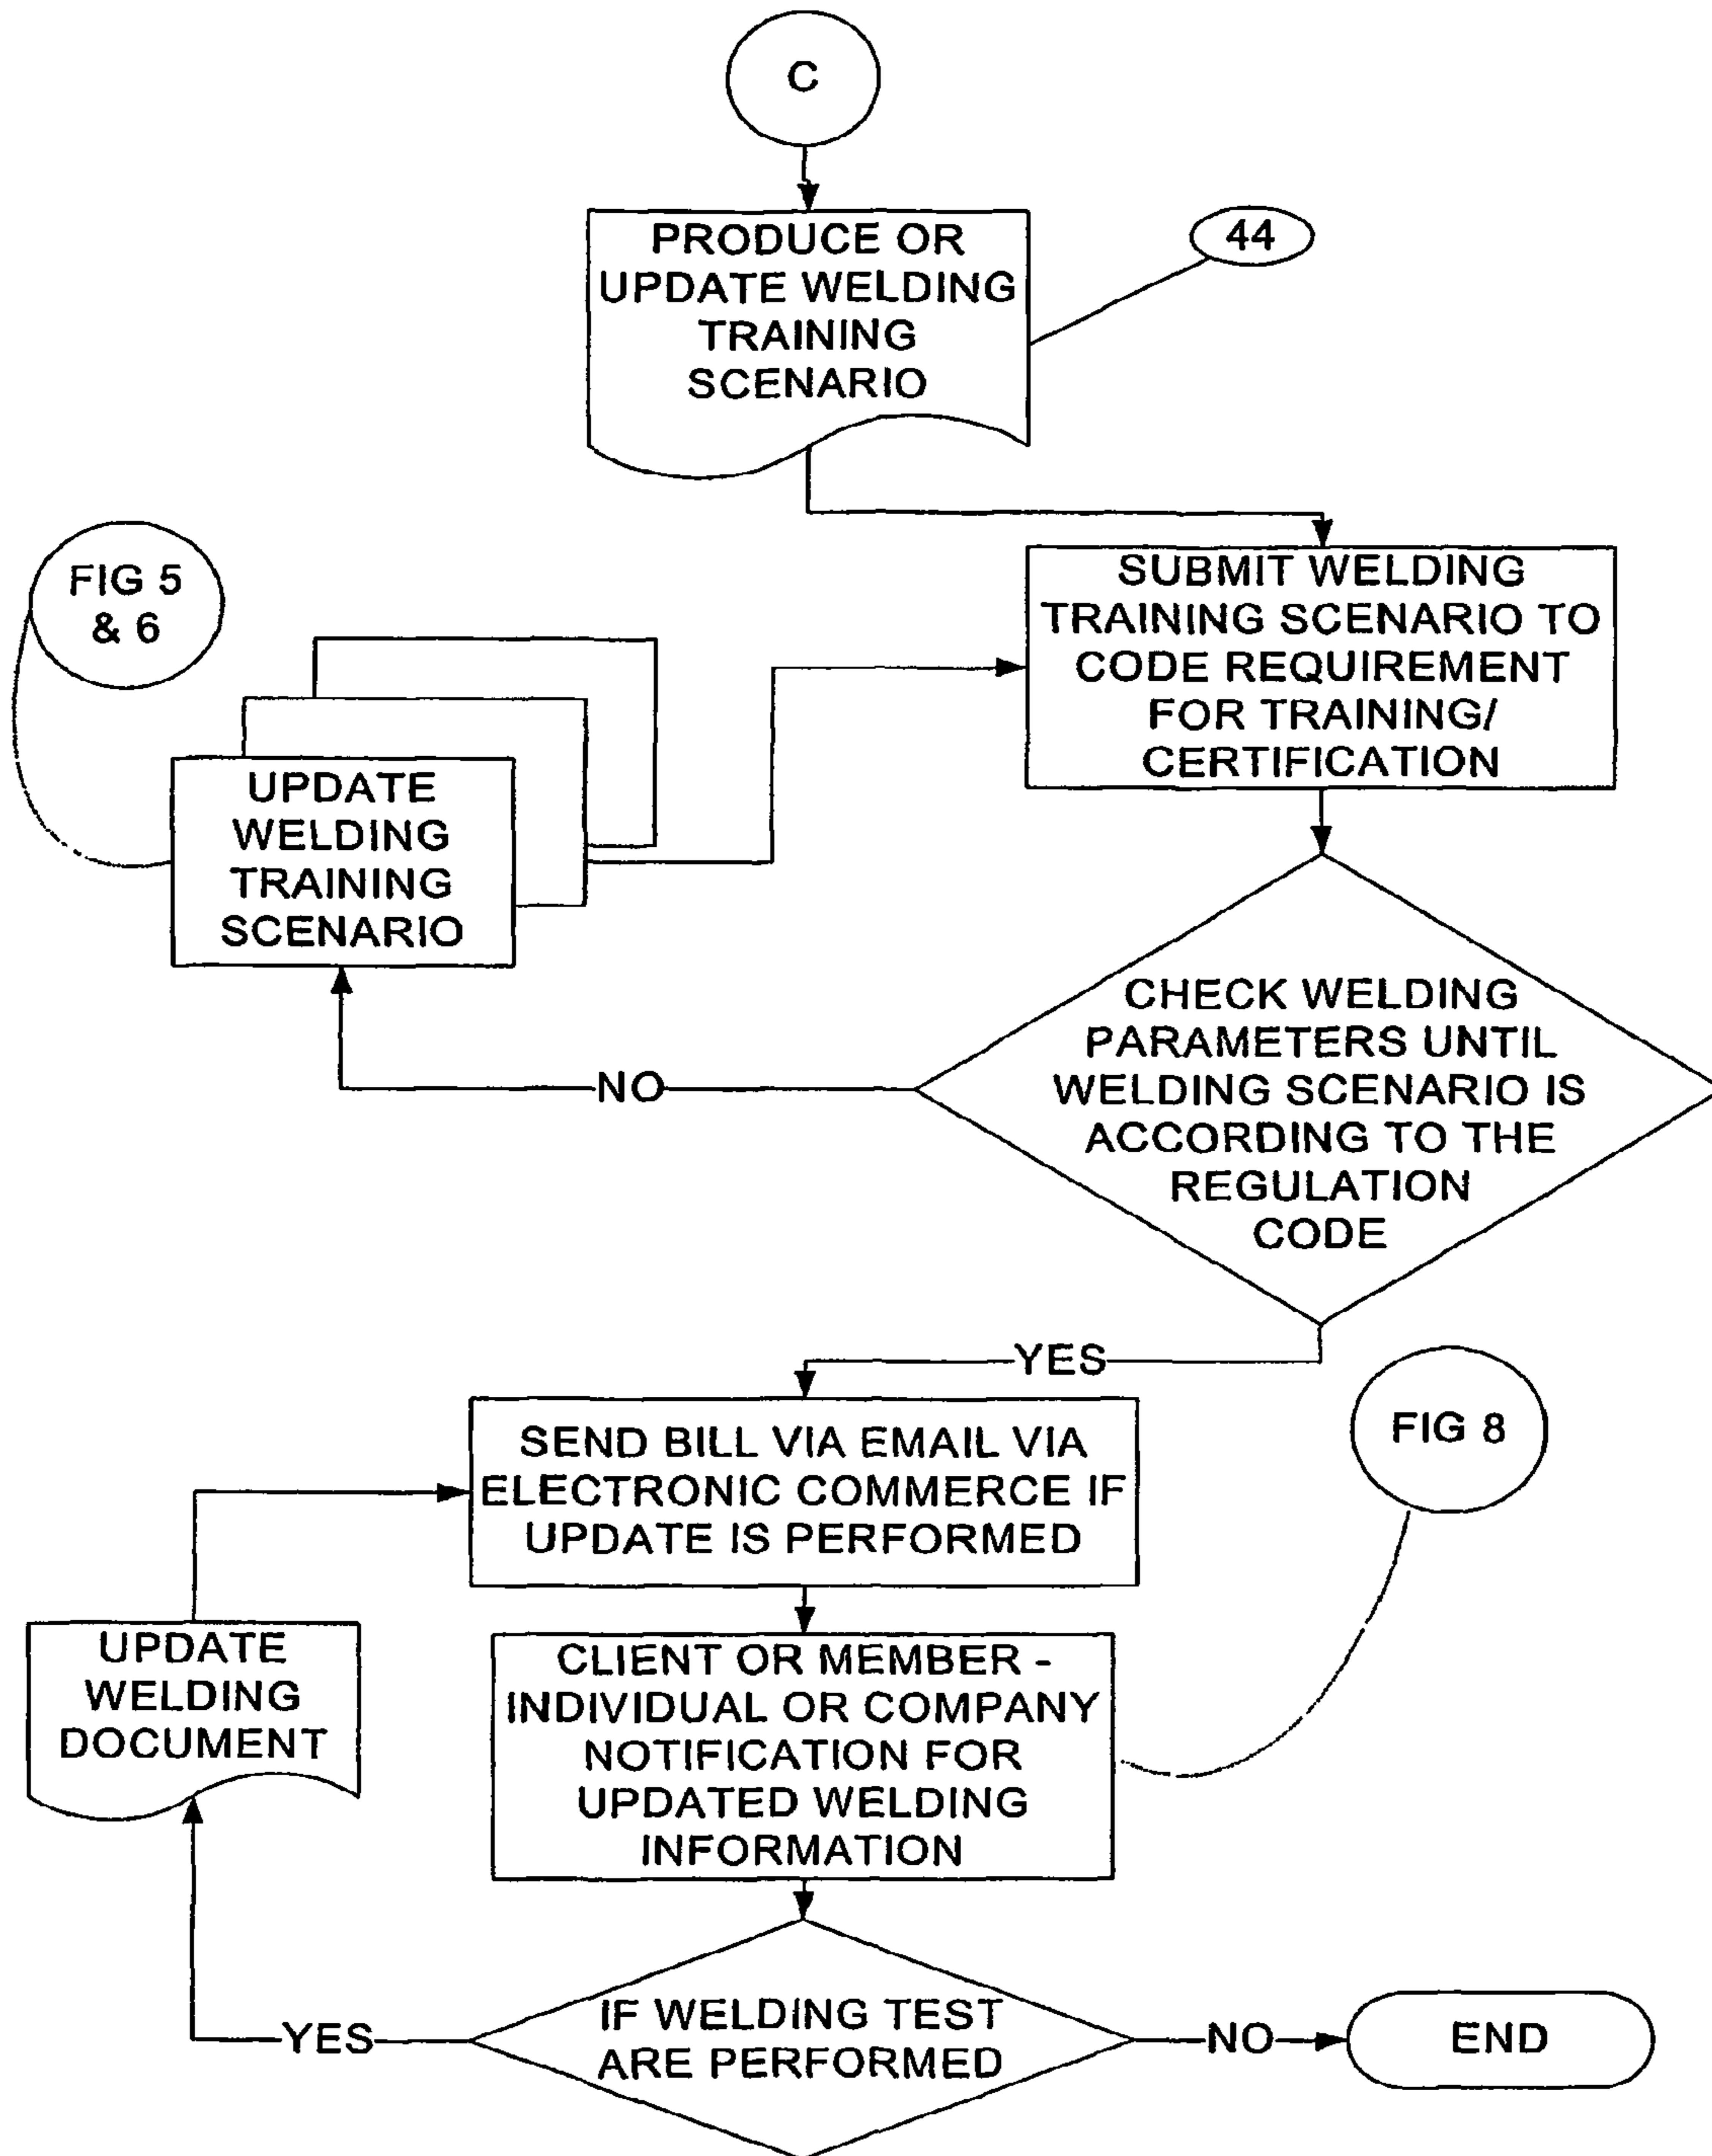 C
PRODUCE OR
UPDATE WELDING
TRAINING
SCENARIO
44
FIG 5
& 6
SUBMIT WELDING
TRAINING SCENARIO TO
CODE REQUIREMENT
FOR TRAINING/
CERTIFICATION
UPDATE
WELDING
TRAINING
SCENARIO
CHECK WELDING
PARAMETERS UNTIL
WELDING SCENARIO IS
ACCORDING TO THE
REGULATION
CODE
NO
YES
SEND BILL VIA EMAIL VIA
ELECTRONIC COMMERCE IF
UPDATE IS PERFORMED
FIG 8
UPDATE
WELDING
DOCUMENT
CLIENT OR MEMBER -
INDIVIDUAL OR COMPANY
NOTIFICATION FOR
UPDATED WELDING
INFORMATION
IF WELDING TEST
ARE PERFORMED
YES
NO
END